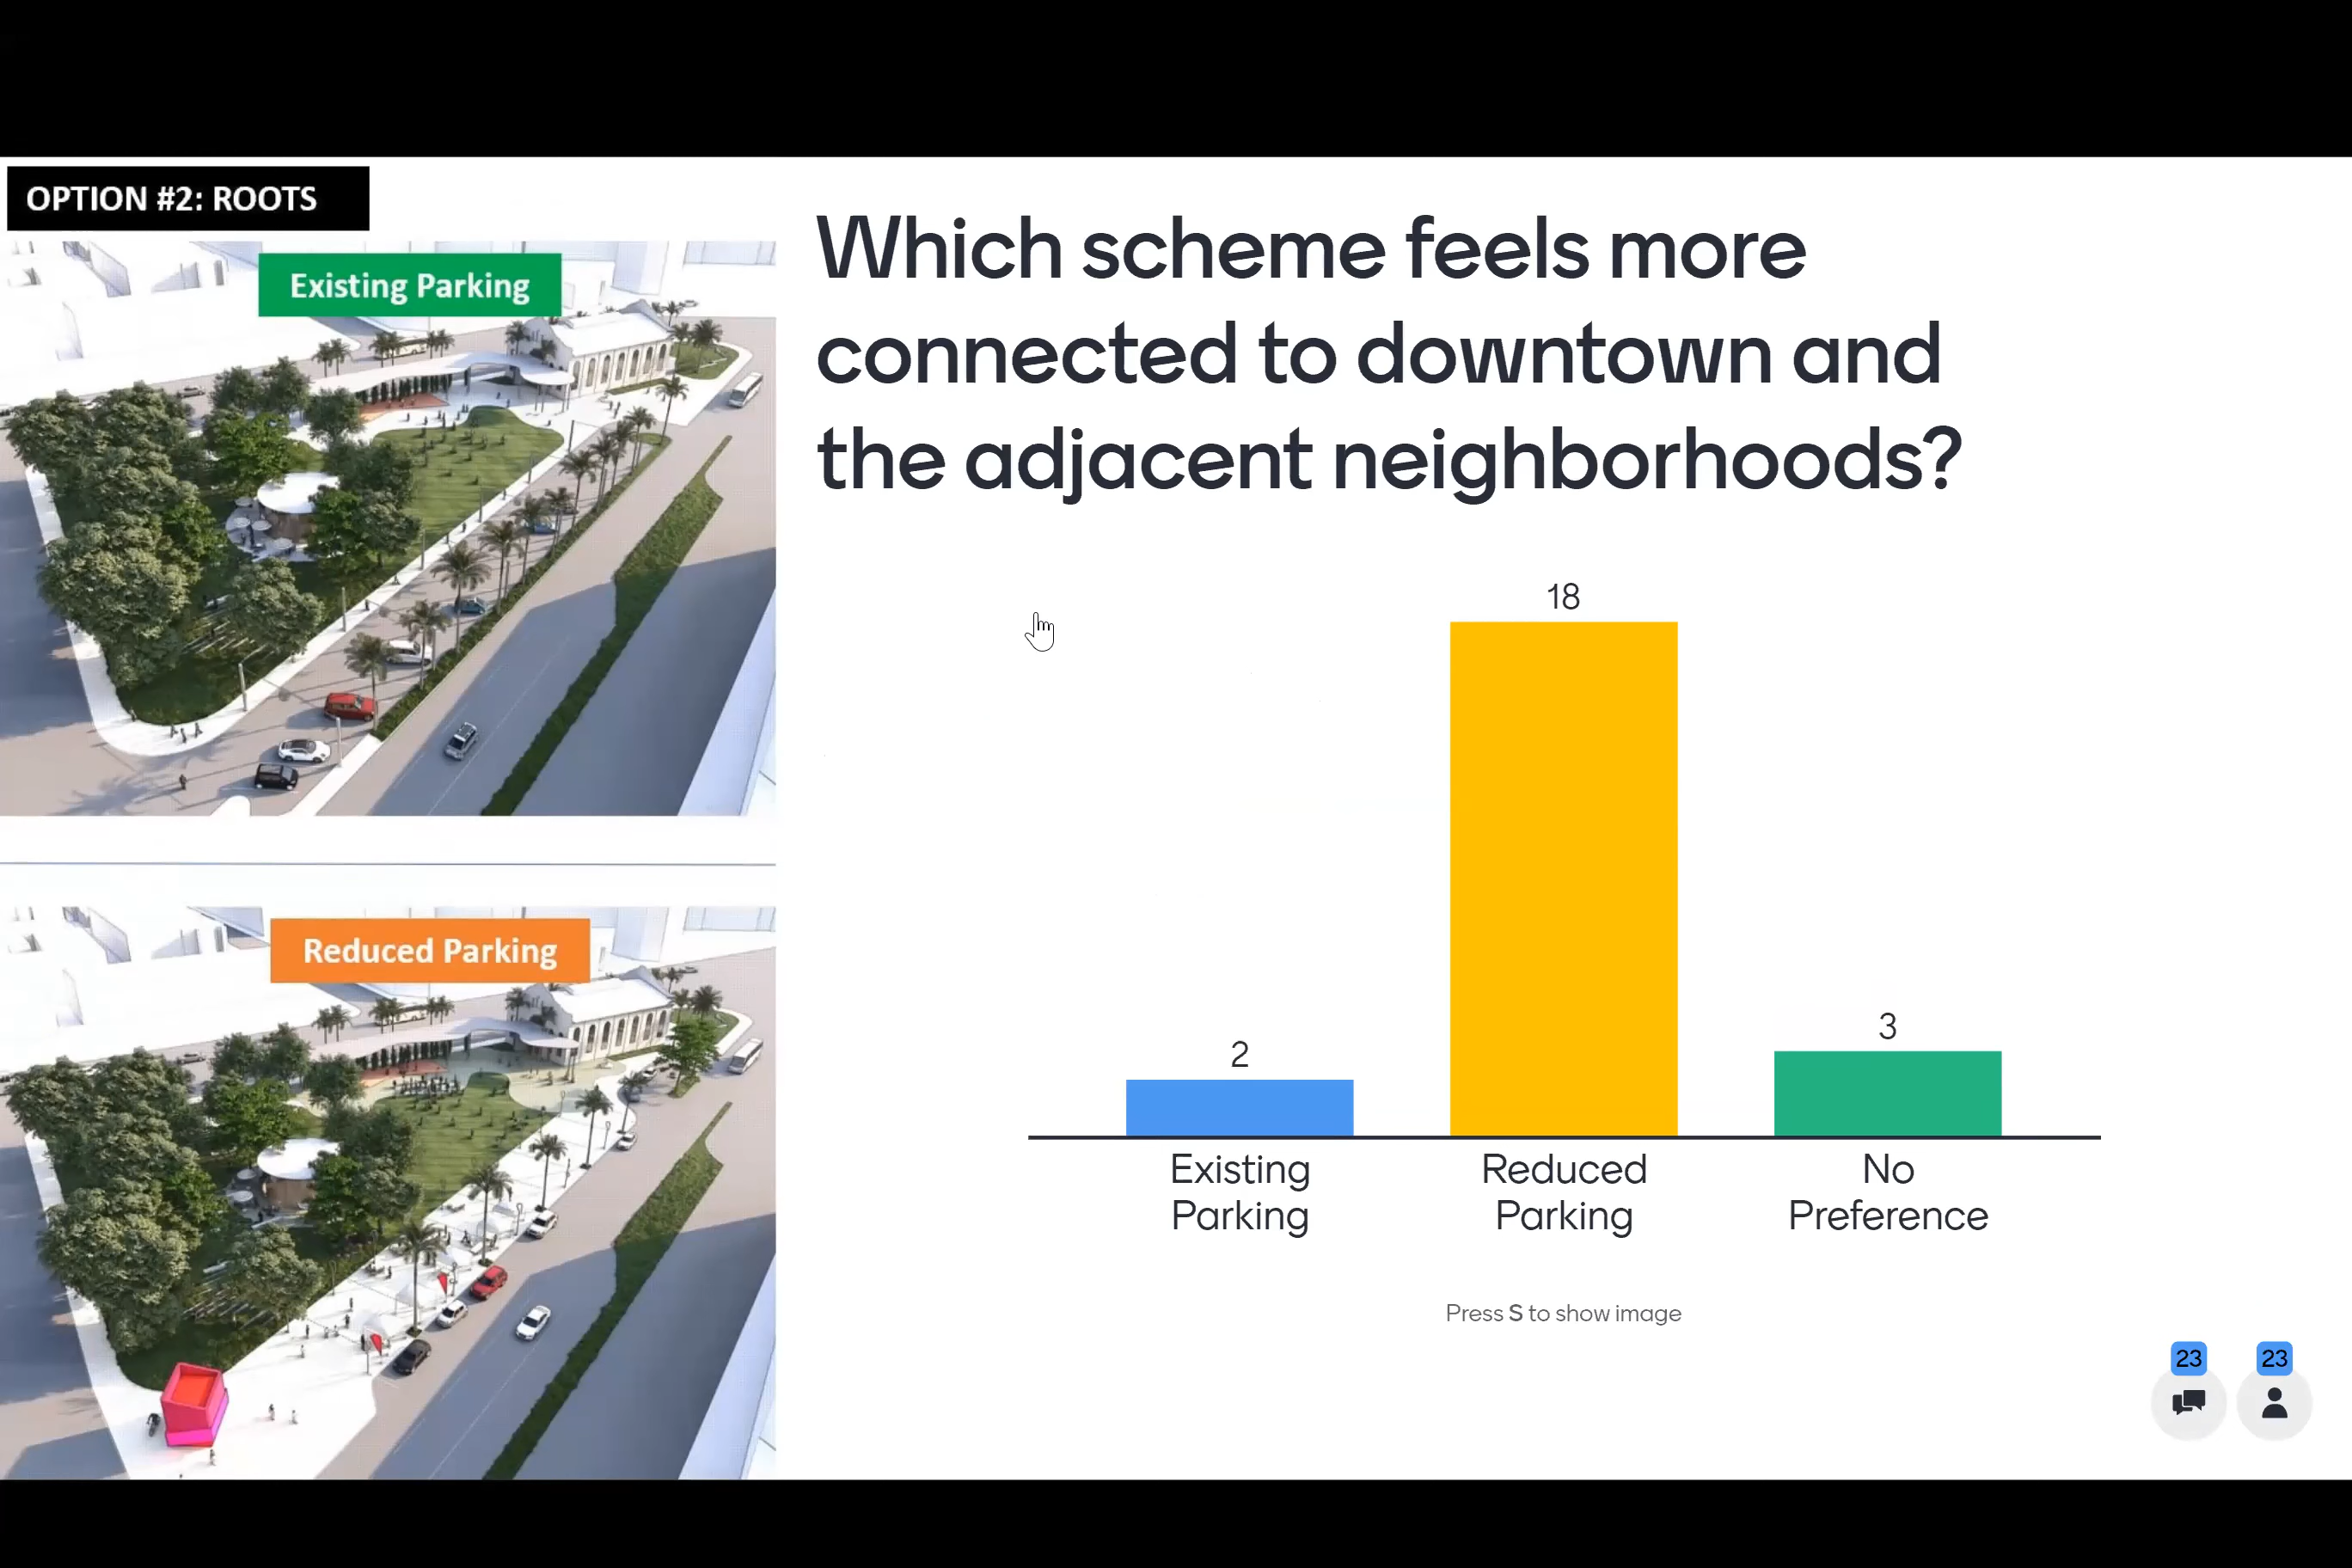 OPTION #2: ROOTS
Existing Parking
Reduced Parking
Which scheme feels more
connected to downtown and
the adjacent neighborhoods?
18
2
3
Existing
Parking
Reduced
Parking
No
Preference
Press S to show image
23
23